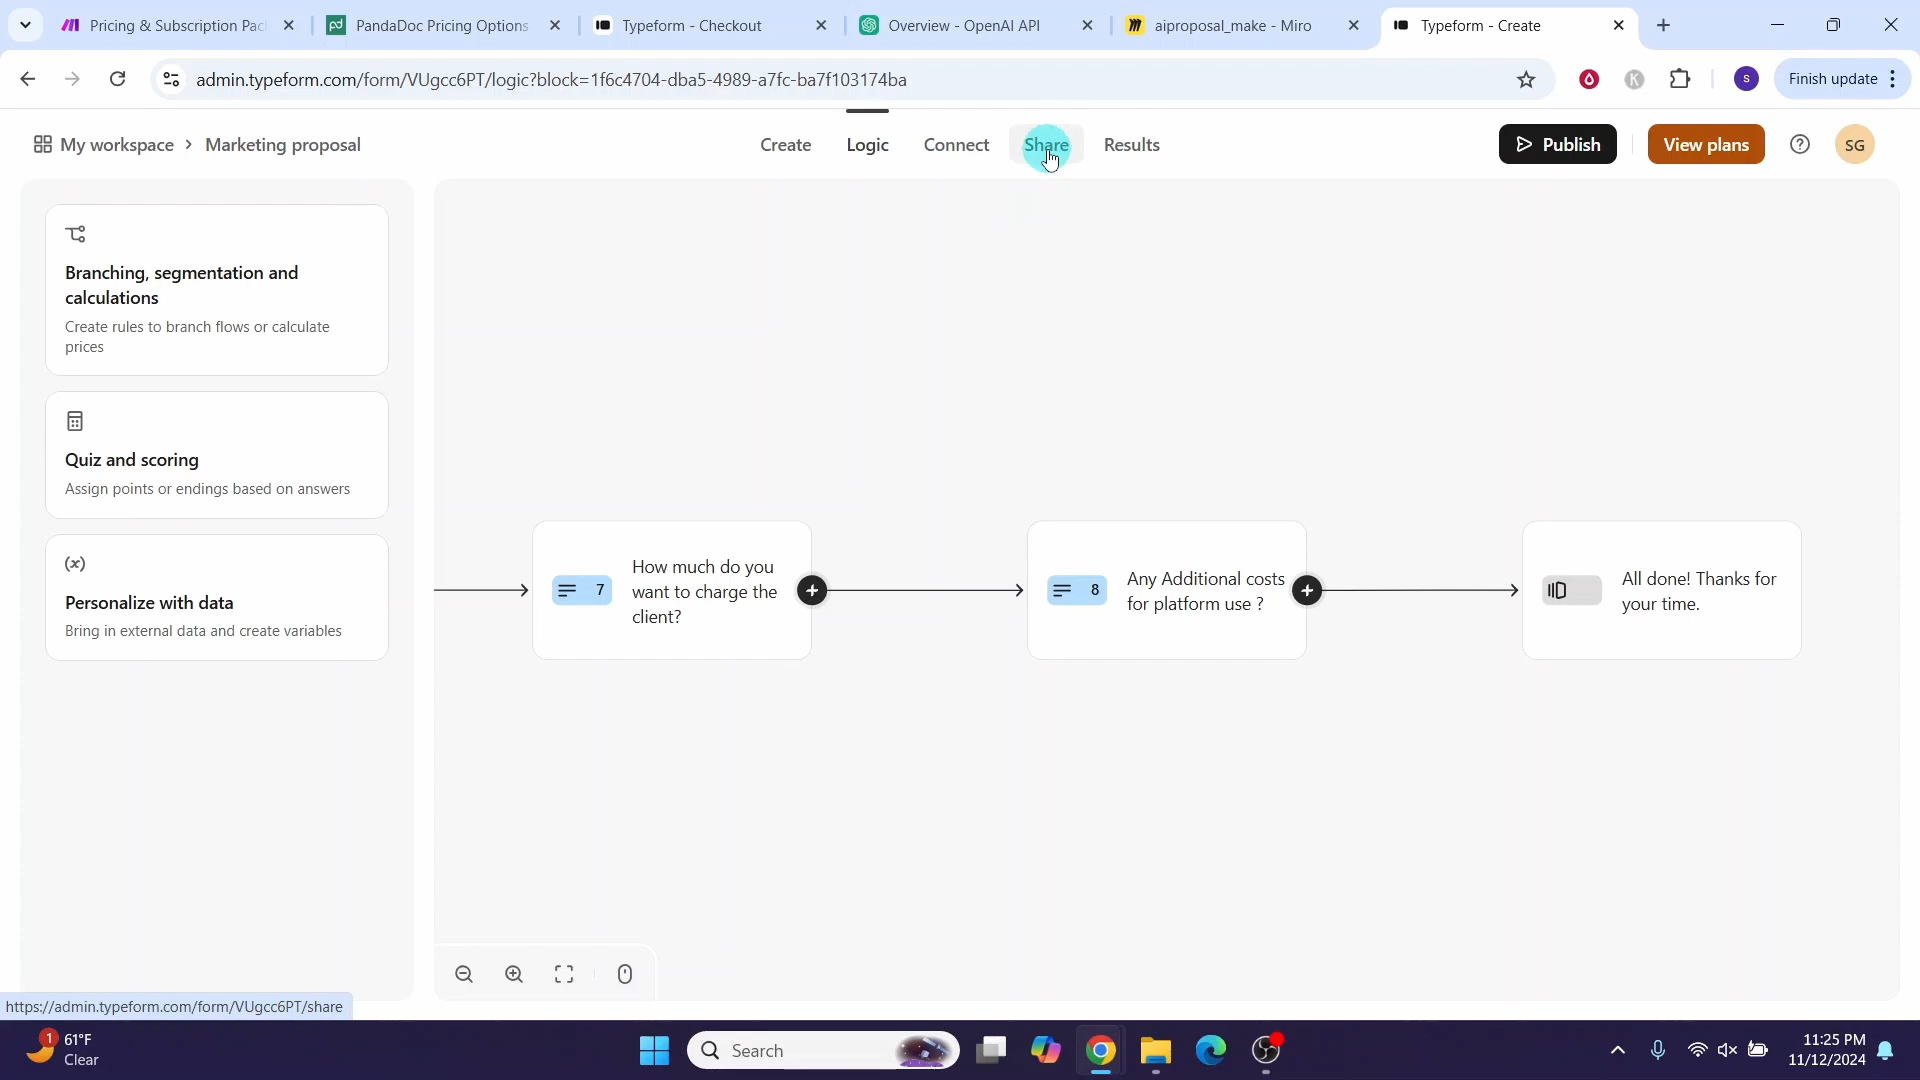 Pricing & Subscription Pac
PandaDoc Pricing Options
Typeform - Checkout
Overview - OpenAI API
aiproposal_make - Miro
Typeform - Create
admin.typeform.com/form/VUgcc6PT/logic?block=1f6c4704-dba5-4989-a7fc-ba7f103174ba
K
S
Finish update
My workspace
Marketing proposal
Create
Logic
Connect
Share
Results
Publish
View plans
SG
Branching, segmentation and
calculations
Create rules to branch flows or calculate
prices
Quiz and scoring
Assign points or endings based on answers
(x)
Personalize with data
Bring in external data and create variables
7
How much do you
want to charge the
client?
8
Any Additional costs
for platform use ?
All done! Thanks for
your time.
https://admin.typeform.com/form/VUgcc6PT/share
1
61°F
Clear
Search
11:25 PM
11/12/2024